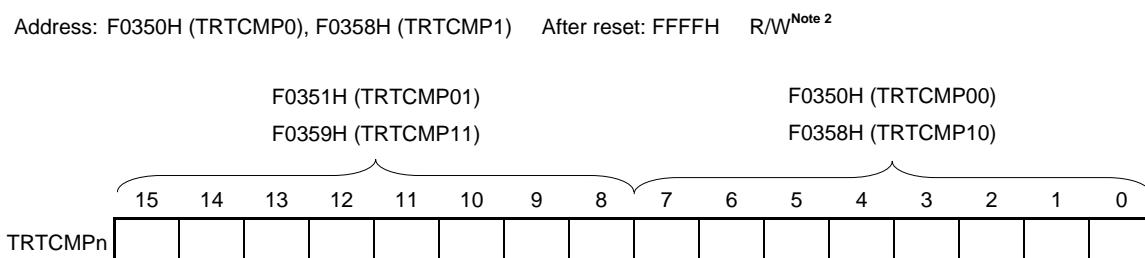 Address: F0350H (TRTCMP0), F0358H (TRTCMP1) After reset: FFFFH R/W Note 2
F0351H (TRTCMP01) F0350H (TRTCMP00)
F0359H (TRTCMP11) F0358H (TRTCMP10)
15 14 13 12 11 10 9 8 7 6 5 4 3 2 1 0
TRTCMPn